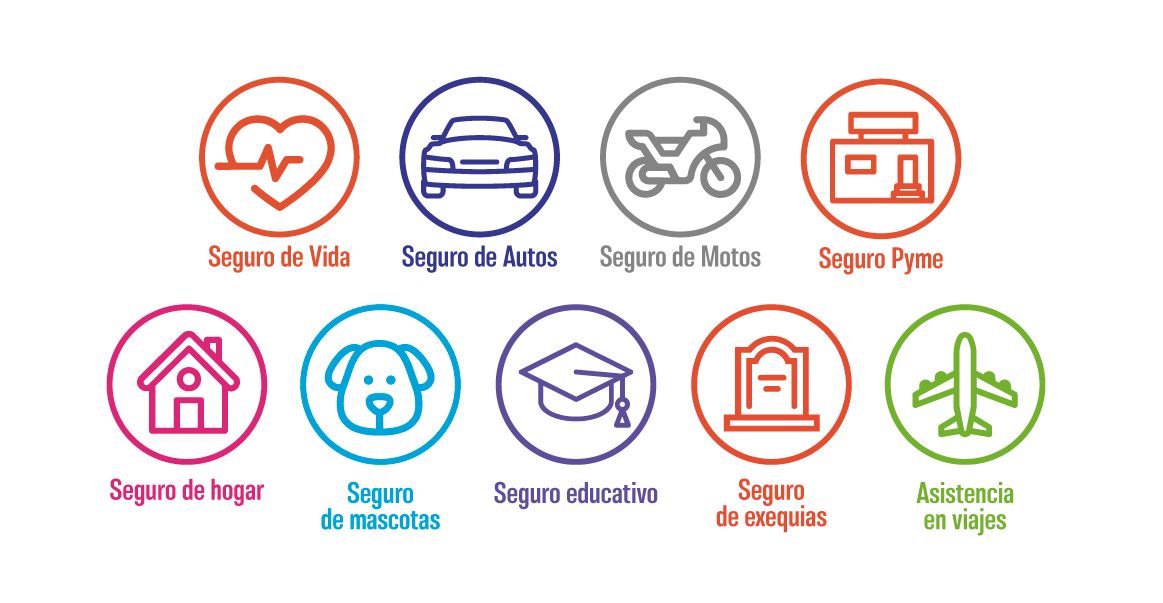 Seguro de Vida
Seguro de Autos
Seguro de Motos
Seguro Pyme
Seguro de hogar
Seguro
de mascotas
Seguro educativo
Seguro
de exequias
Asistencia
en viajes